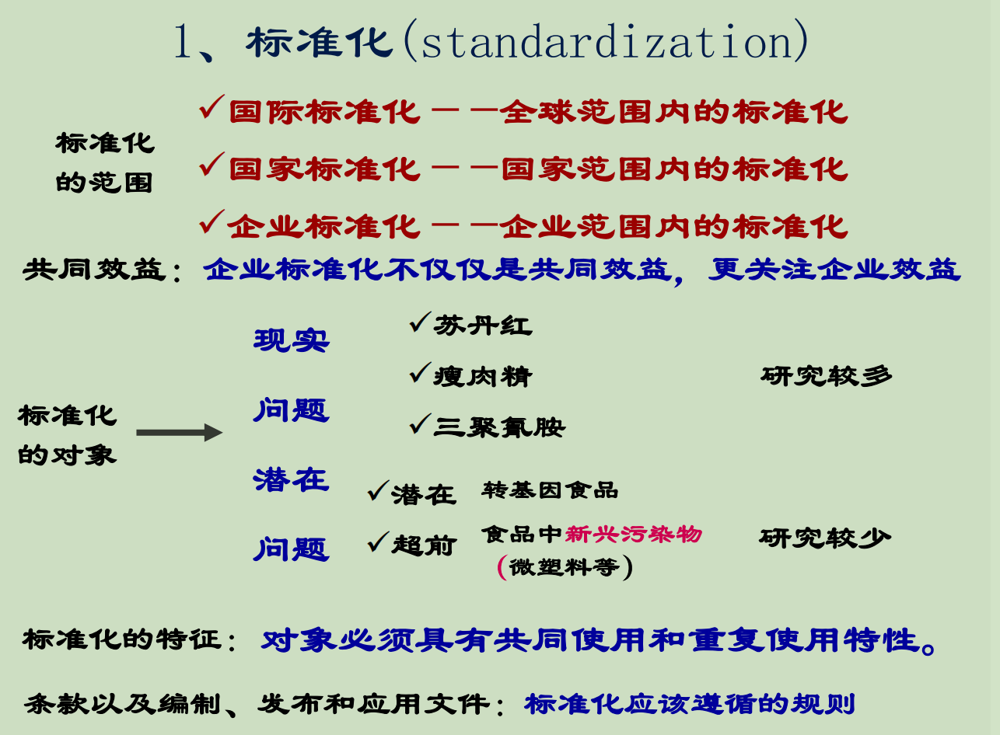 1、标准化(standardization)
标准化
的范围
✓国际标准化－－全球范围内的标准化
✓国家标准化－－国家范围内的标准化
✓企业标准化－－企业范围内的标准化
共同效益：企业标准化不仅仅是共同效益，更关注企业效益
标准化
的对象
现实
问题
✓苏丹红
✓瘦肉精
✓三聚氰胺
研究较多
潜在
问题
✓潜在 转基因食品
✓超前 食品中新兴污染物
(微塑料等)
研究较少
标准化的特征：对象必须具有共同使用和重复使用特性。
条款以及编制、发布和应用文件：标准化应该遵循的规则